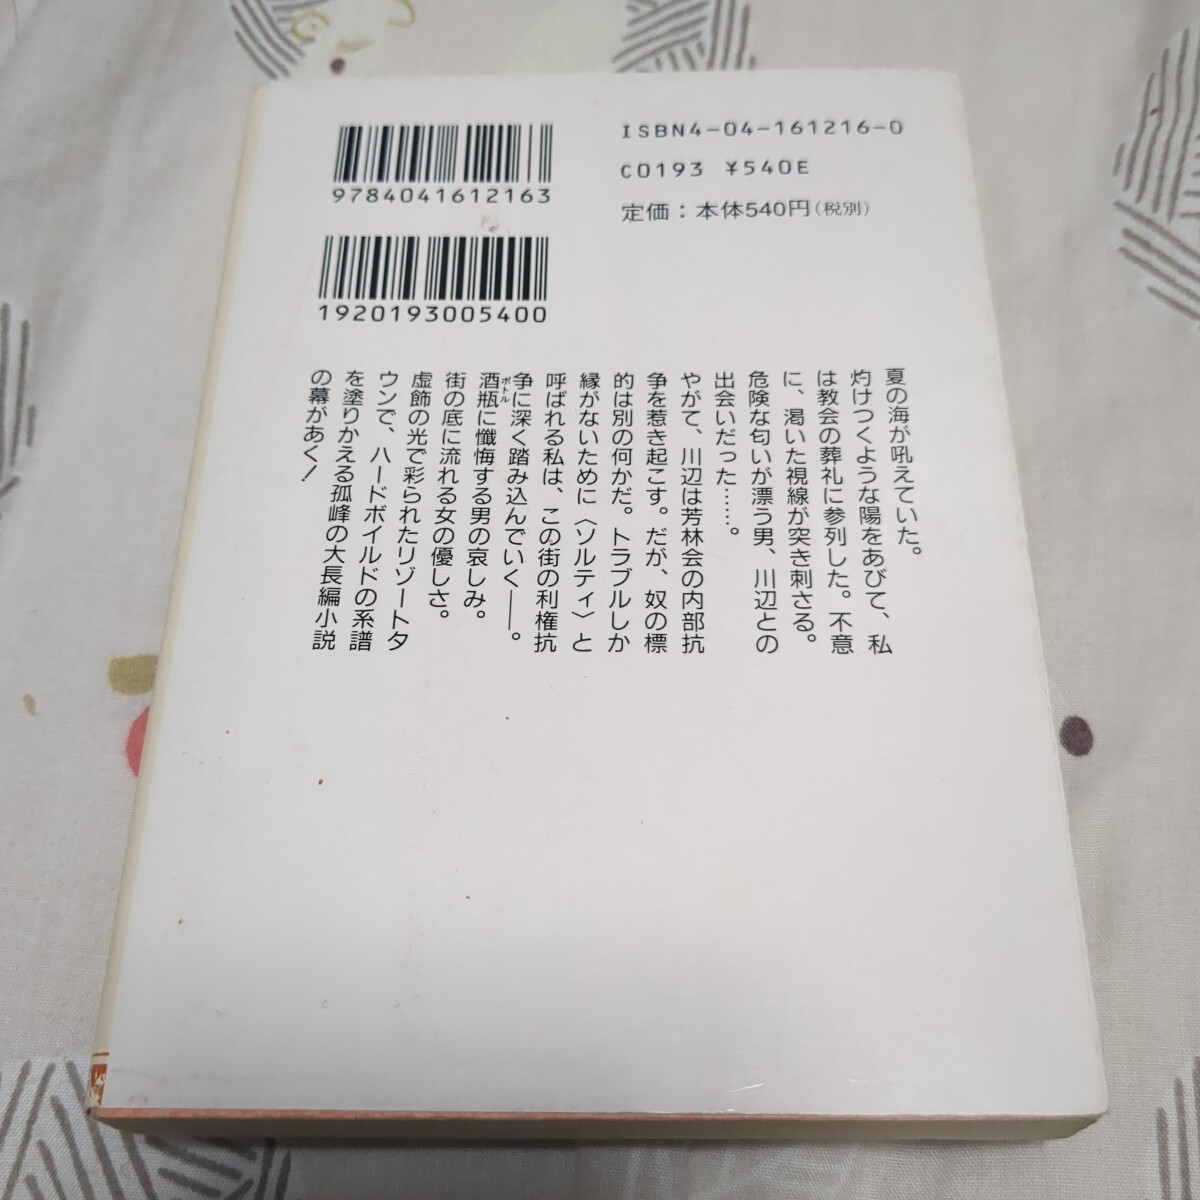 ISBN4-04-161216-0
C0193 ¥540E
定価：本体540円(税別)
9784041612163
1920193005400
夏の海が吼えていた。
灼けつくような陽をあびて、私
は教会の葬礼に参列した。不意
に、渇いた視線が突き刺さる。
危険な匂いが漂う男、川辺との
出会いだった……。
やがて、川辺は芳林会の内部抗
争を惹き起こす。だが、奴の標
的は別の何かだ。トラブルしか
縁がないために〈ソルティ〉と
呼ばれる私は、この街の利権抗
争に深く踏み込んでいく――。
酒瓶に懺悔する男の哀しみ。
ボトル
街の底に流れる女の優しさ。
虚飾の光で彩られたリゾートタ
ウンで、ハードボイルドの系譜
を塗りかえる孤峰の大長編小説
の幕があく！